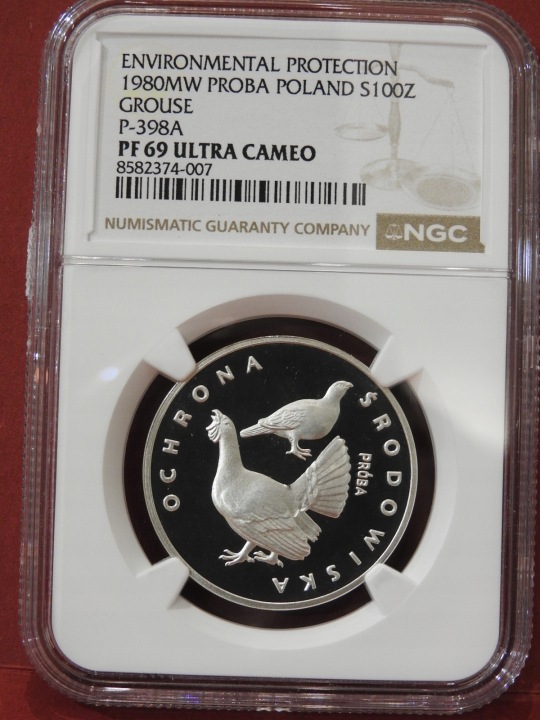 ENVIRONMENTAL PROTECTION
1980MW PROBA POLAND S100Z
GROUSE
P-398A
PF 69 ULTRA CAMEO
8582374-007
NUMISMATIC GUARANTY COMPANY
NGC
OCHRONA ŚRODOWISKA
PRÓBA